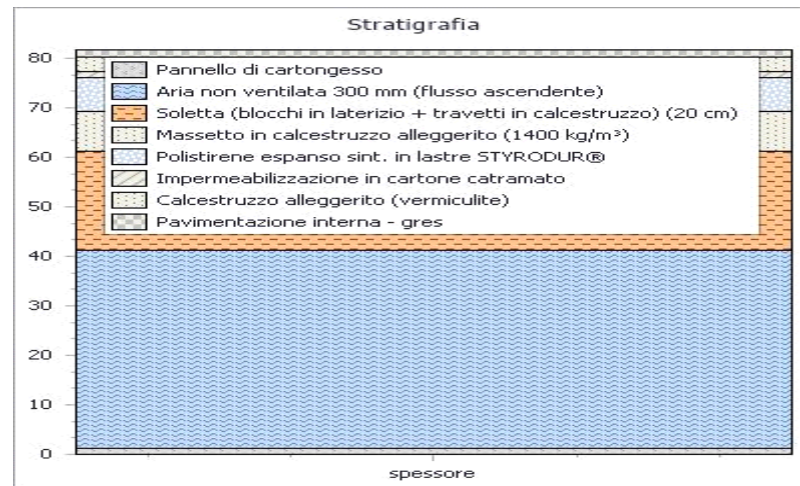 Stratigrafia
80
70
60
50
40
30
20
10
0
Pannello di cartongesso
Aria non ventilata 300 mm (flusso ascendente)
Soletta (blocchi in laterizio + travetti in calcestruzzo) (20 cm)
Massetto in calcestruzzo alleggerito (1400 kg/m³)
Polistirene espanso sint. in lastre STYRODUR®
Impermeabilizzazione in cartone catramato
Calcestruzzo alleggerito (vermiculite)
Pavimentazione interna - gres
spessore